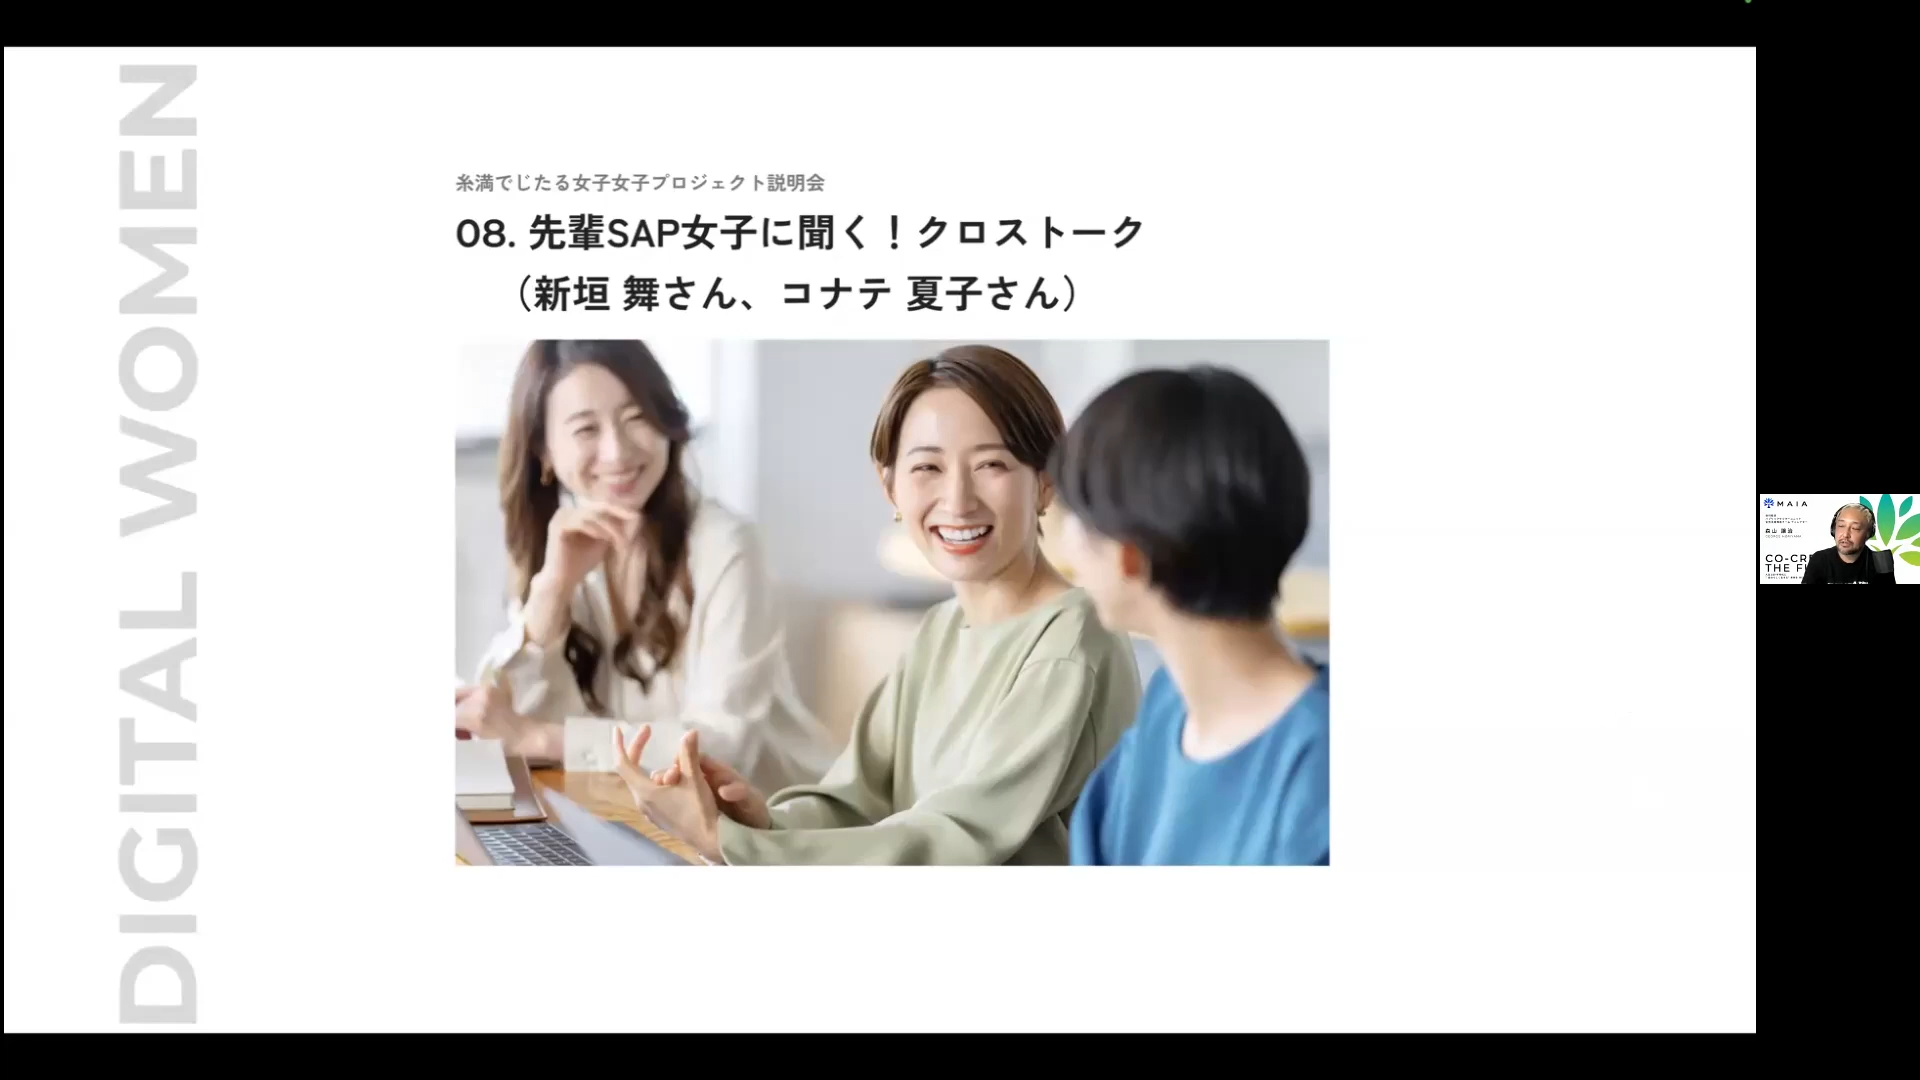 DIGITAL WOMEN
糸満でじたる女子女子プロジェクト説明会
08. 先輩SAP女子に聞く！クロストーク
（新垣 舞さん、コナテ 夏子さん）
MAIA
CO-CRE
THE FU